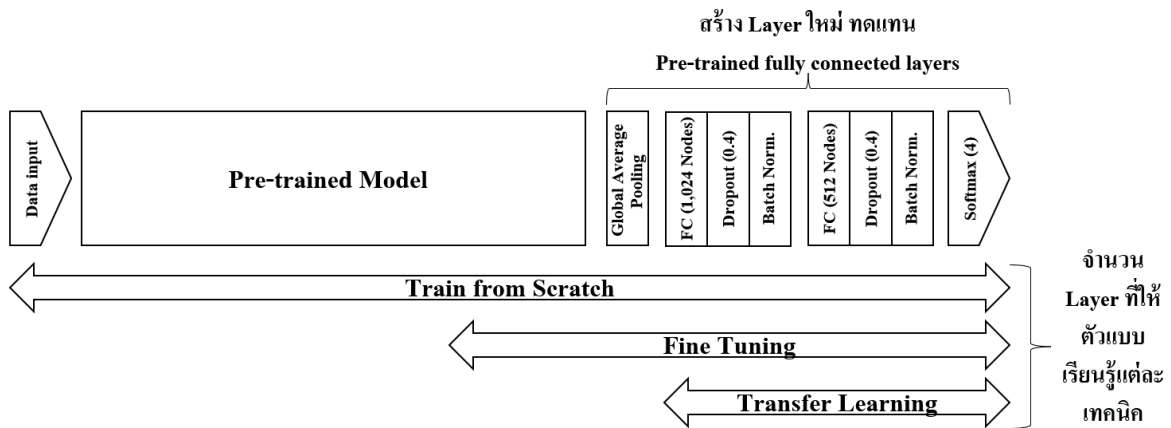 สร้าง Layer ใหม่ ทดแทน
Pre-trained fully connected layers
Data input
Pre-trained Model
Global Average
Pooling
FC (1,024 Nodes)
Dropout (0.4)
Batch Norm.
FC (512 Nodes)
Dropout (0.4)
Batch Norm.
Softmax (4)
Train from Scratch
Fine Tuning
Transfer Learning
จำนวน
Layer ที่ให้
ตัวแบบ
เรียนรู้แต่ละ
เทคนิค